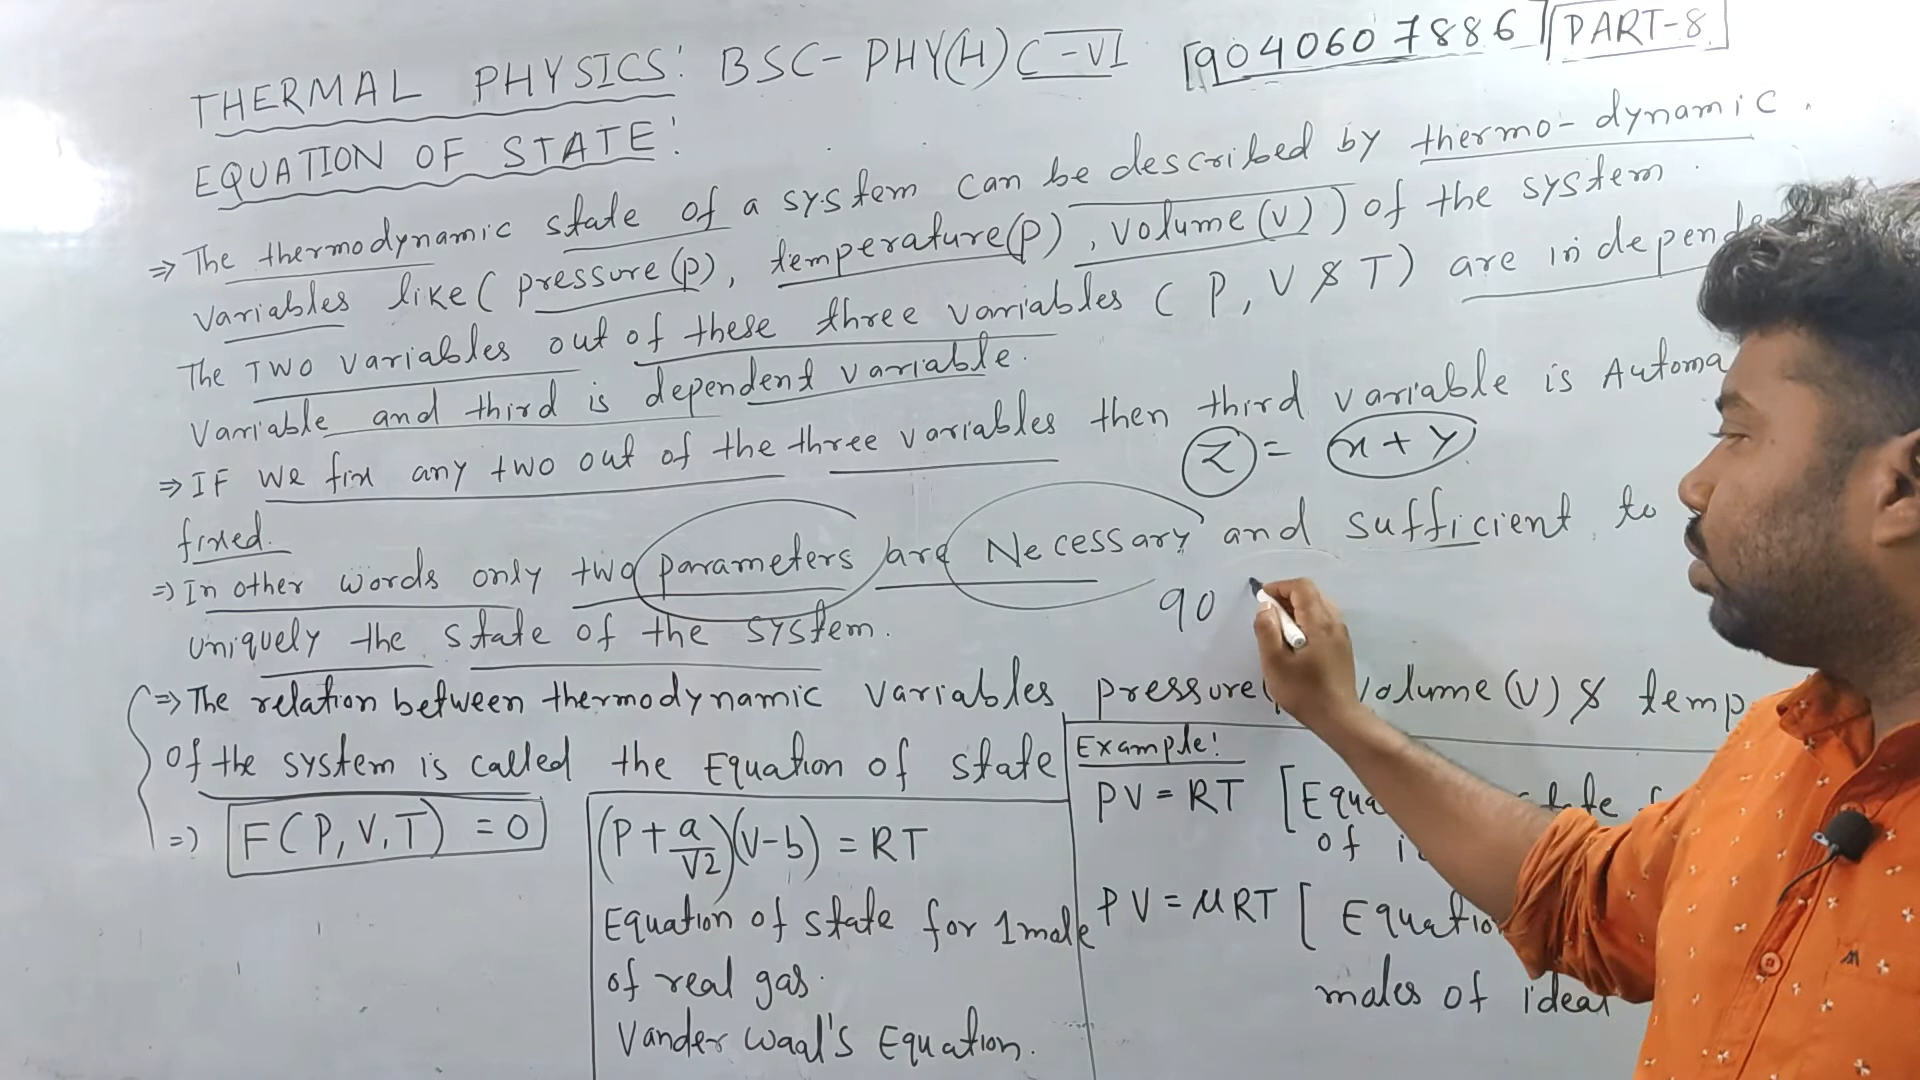 THERMAL PHYSICS: BSC- PHY(H) C-VI [9040607886] [PART-8]
EQUATION OF STATE:
⇒ The thermodynamic state of a system can be described by thermo-dynamic
variables like (pressure(p), temperature(p), volume(v)) of the system.
The TWO variables out of these three variables ( P, V & T) are in
Variable and third is dependent variable.
⇒ IF we fix any two out of the three variables then third variable is
fixed.
Z = x + y
⇒ In other words only two parameters are Necessary and sufficient to
90
uniquely the state of the system.
⇒ The relation between thermodynamic variables pressure volume (V) & temp
of the system is called the Equation of state
⇒ F(P,V,T) = 0
(P + a/V2)(V-b) = RT
Equation of state for 1 mole
of real gas.
Vander Waal's Equation.
Example:
PV = RT [
of
PV = μRT [ Equation
moles of ideal